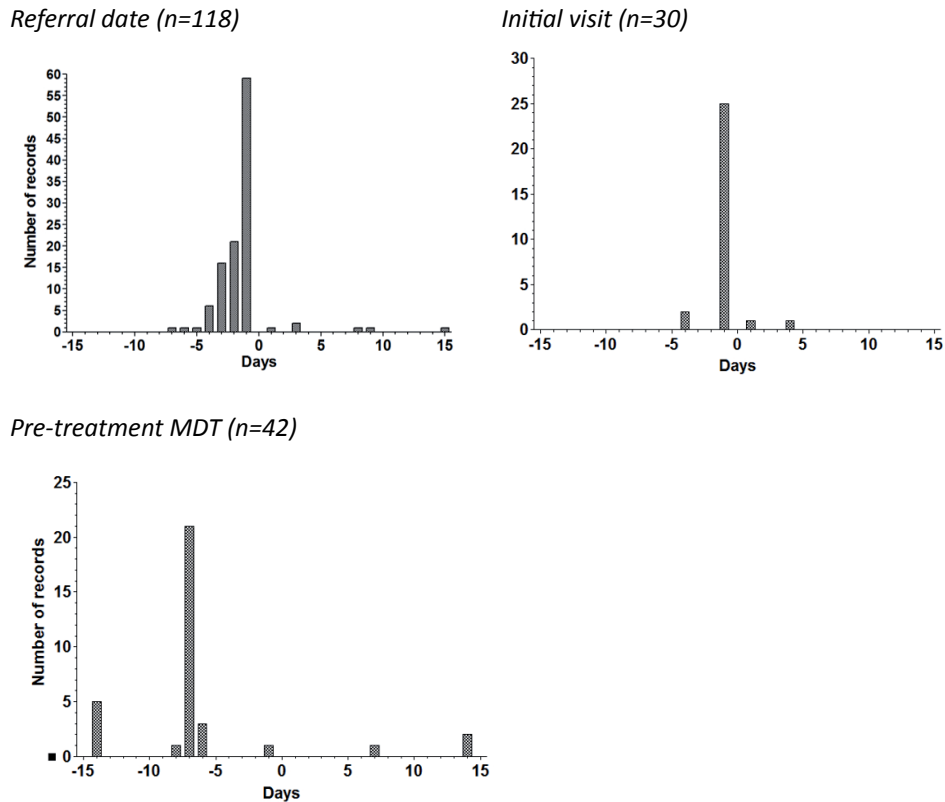 Referral date (n=118)
Initial visit (n=30)
60
55
50
45
40
35
30
25
20
15
10
5
0
Number of records
-15 -10 -5 0 5 10 15
Days
30
25
20
15
10
5
0
-15 -10 -5 0 5 10 15
Days
Pre-treatment MDT (n=42)
25
20
15
10
5
0
Number of records
-15 -10 -5 0 5 10 15
Days